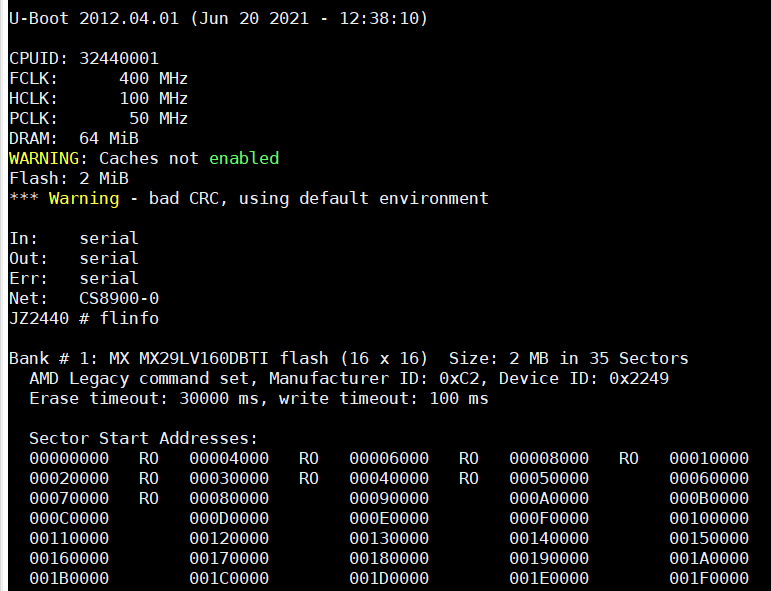 U-Boot 2012.04.01 (Jun 20 2021 - 12:38:10)
CPUID: 32440001
FCLK:      400 MHz
HCLK:      100 MHz
PCLK:       50 MHz
DRAM:  64 MiB
WARNING: Caches not enabled
Flash: 2 MiB
*** Warning - bad CRC, using default environment
In:    serial
Out:   serial
Err:   serial
Net:   CS8900-0
JZ2440 # flinfo
Bank # 1: MX MX29LV160DBTI flash (16 x 16)  Size: 2 MB in 35 Sectors
  AMD Legacy command set, Manufacturer ID: 0xC2, Device ID: 0x2249
  Erase timeout: 30000 ms, write timeout: 100 ms
  Sector Start Addresses:
  00000000   RO   00004000   RO   00006000   RO   00008000   RO   00010000
  00020000   RO   00030000   RO   00040000   RO   00050000        00060000
  00070000   RO   00080000        00090000        000A0000        000B0000
  000C0000        000D0000        000E0000        000F0000        00100000
  00110000        00120000        00130000        00140000        00150000
  00160000        00170000        00180000        00190000        001A0000
  001B0000        001C0000        001D0000        001E0000        001F0000